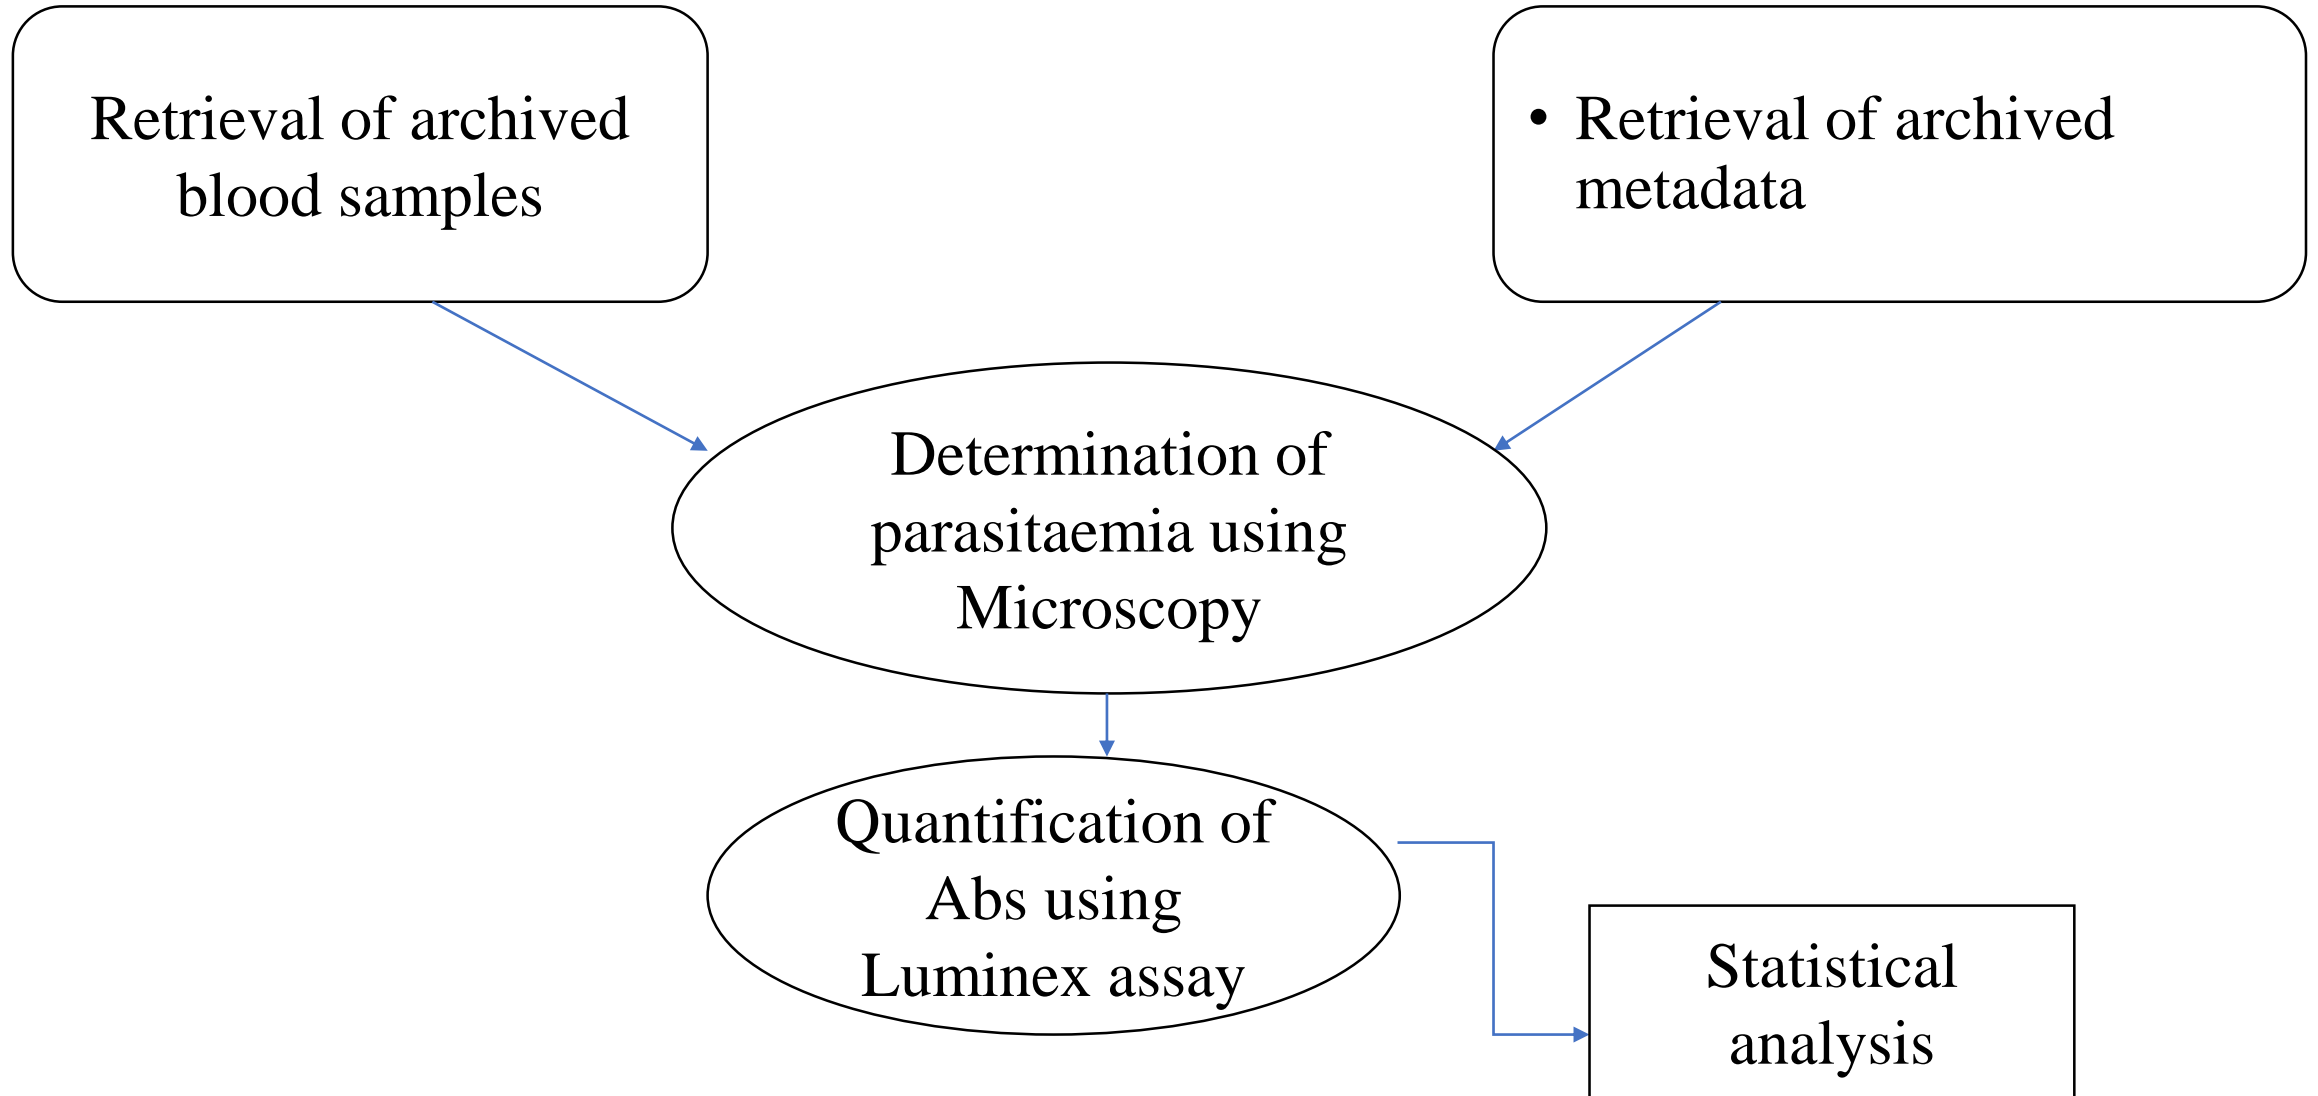 Retrieval of archived
blood samples
• Retrieval of archived
metadata
Determination of
parasitaemia using
Microscopy
Quantification of
Abs using
Luminex assay
Statistical
analysis